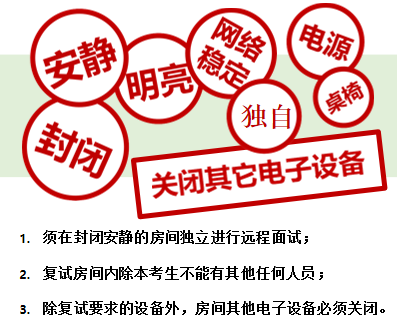 安静
明亮
网络
稳定
电源
桌椅
独自
封闭
关闭其它电子设备
1. 须在封闭安静的房间独立进行远程面试；
2. 复试房间内除本考生不能有其他任何人员；
3. 除复试要求的设备外，房间其他电子设备必须关闭。